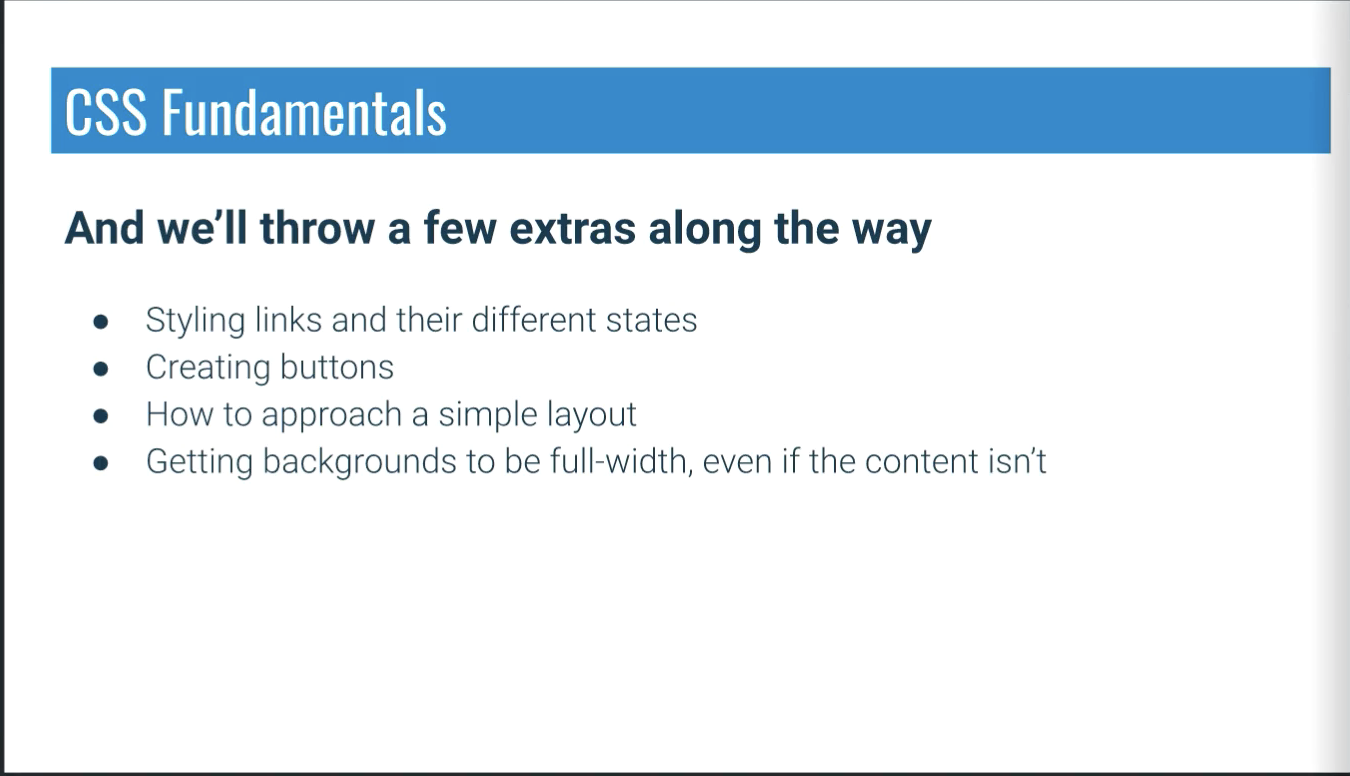 CSS Fundamentals
And we’ll throw a few extras along the way
● Styling links and their different states
● Creating buttons
● How to approach a simple layout
● Getting backgrounds to be full-width, even if the content isn’t